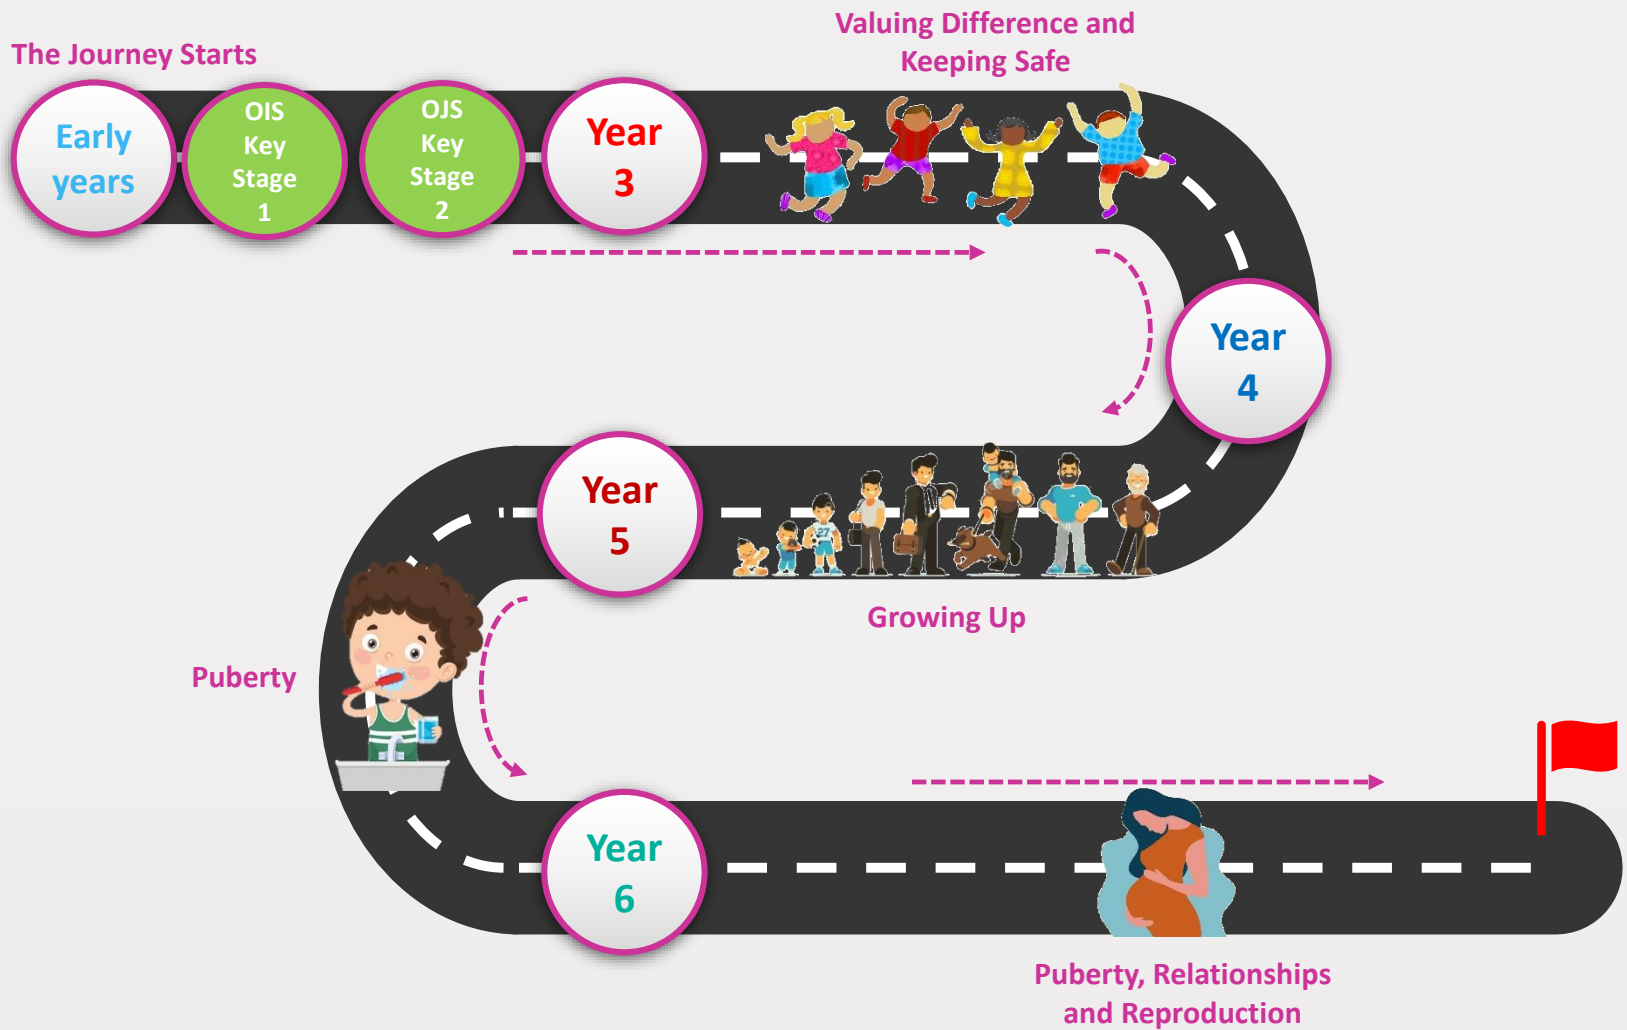 The Journey Starts
Early
years
OIS
Key
Stage
1
OJS
Key
Stage
2
Year
3
Valuing Difference and
Keeping Safe
Year
4
Growing Up
27
Year
5
Puberty
Year
6
Puberty, Relationships
and Reproduction